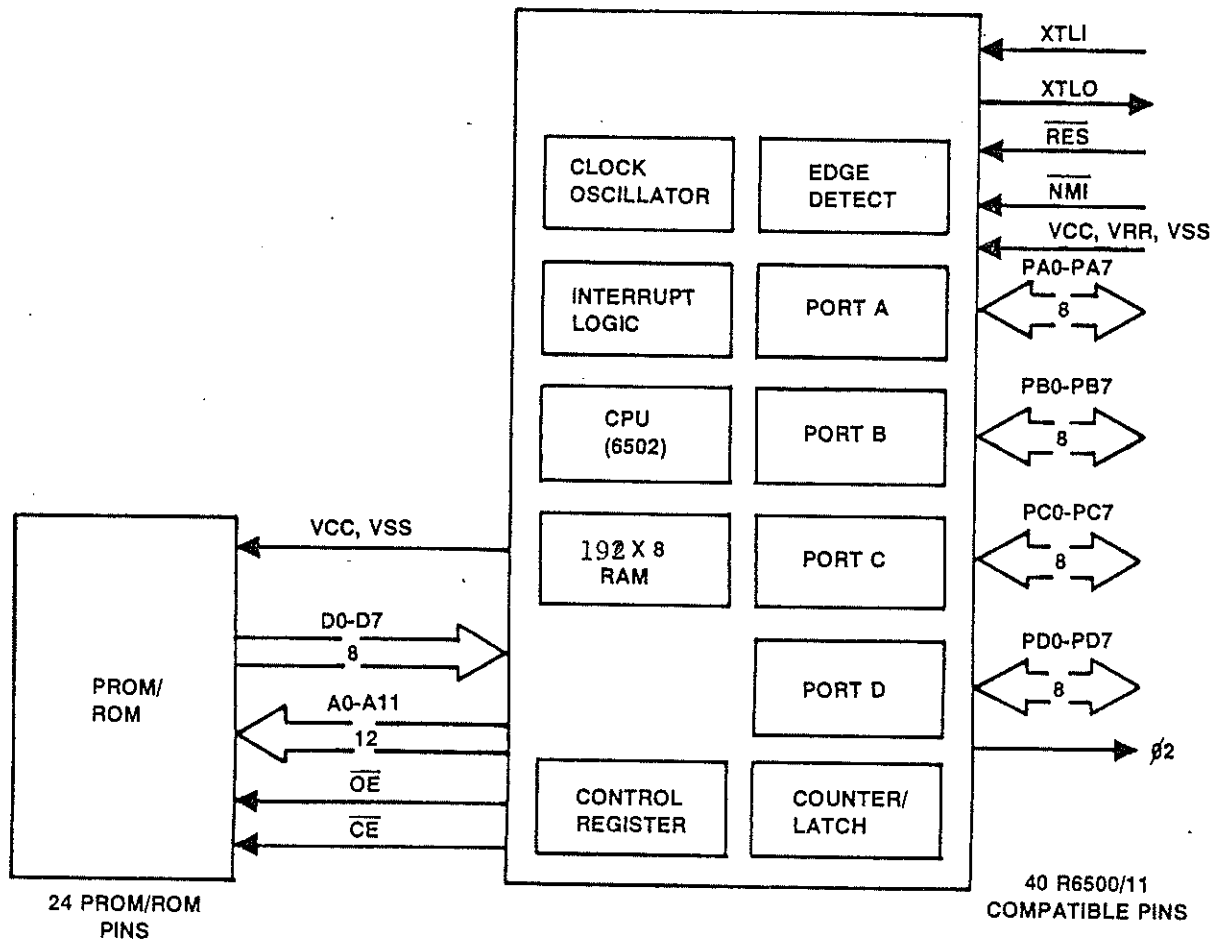 XTLI
XTLO
RES
NMI
VCC, VRR, VSS
CLOCK
OSCILLATOR
EDGE
DETECT
PA0-PA7
8
INTERRUPT
LOGIC
PORT A
PB0-PB7
8
CPU
(6502)
PORT B
PC0-PC7
8
192 X 8
RAM
PORT C
VCC, VSS
D0-D7
8
PROM/
ROM
A0-A11
12
OE
CE
PD0-PD7
8
PORT D
ø2
CONTROL
REGISTER
COUNTER/
LATCH
24 PROM/ROM
PINS
40 R6500/11
COMPATIBLE PINS